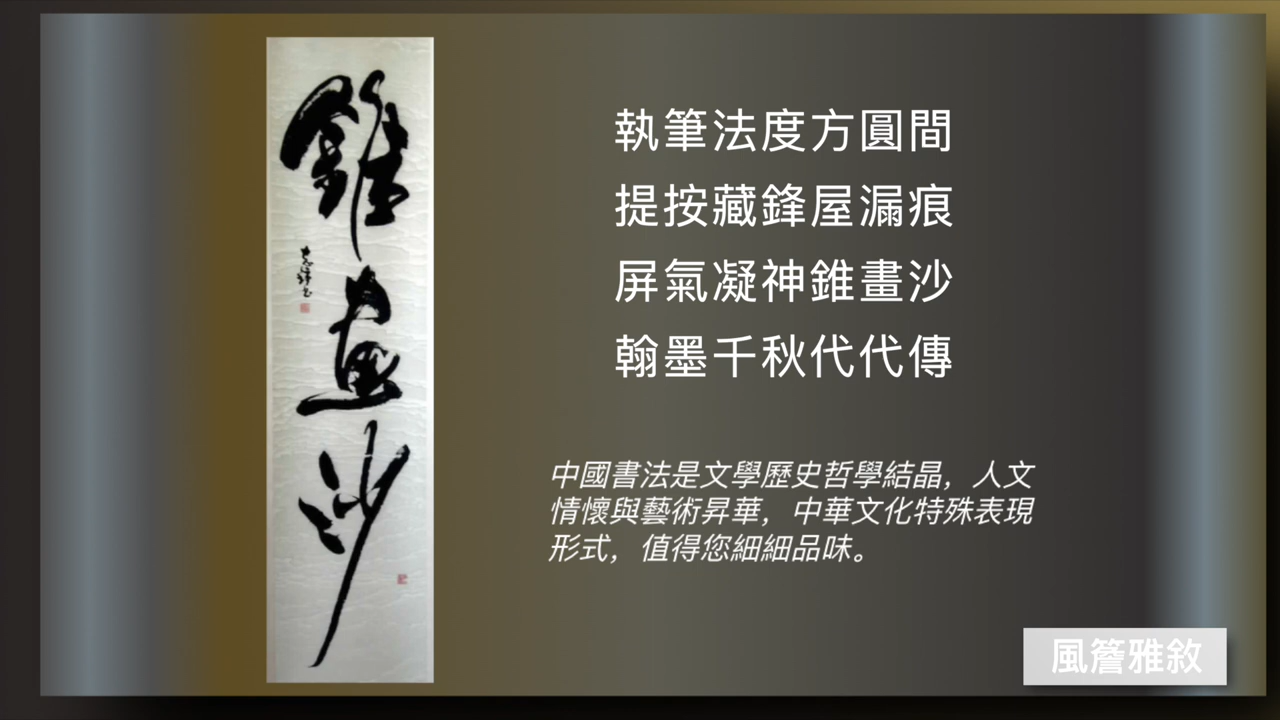 錐畫沙
執筆法度方圓間
提按藏鋒屋漏痕
屏氣凝神錐畫沙
翰墨千秋代代傳
中國書法是文學歷史哲學結晶，人文
情懷與藝術昇華，中華文化特殊表現
形式，值得您細細品味。
風簷雅敘